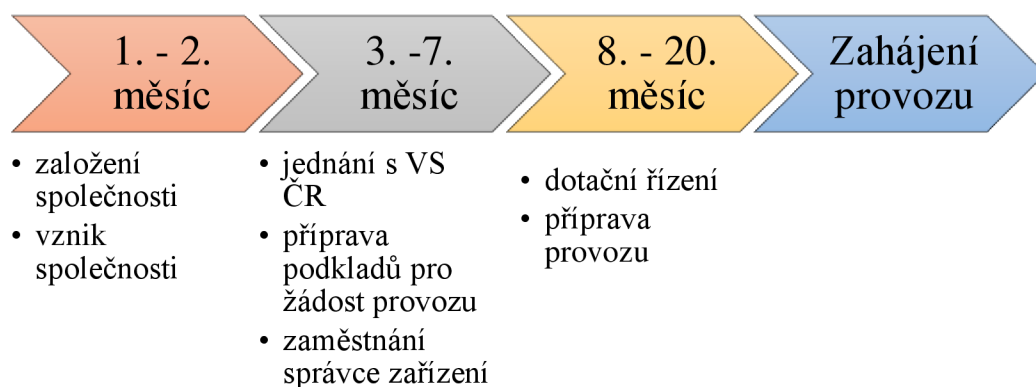 1. - 2.
měsíc
3. -7.
měsíc
8. - 20.
měsíc
Zahájení
provozu
• založení
společnosti
• vznik
společnosti
• jednání s VS
ČR
• příprava
podkladů pro
žádost provozu
• zaměstnání
správce zařízení
• dotační řízení
• příprava
provozu